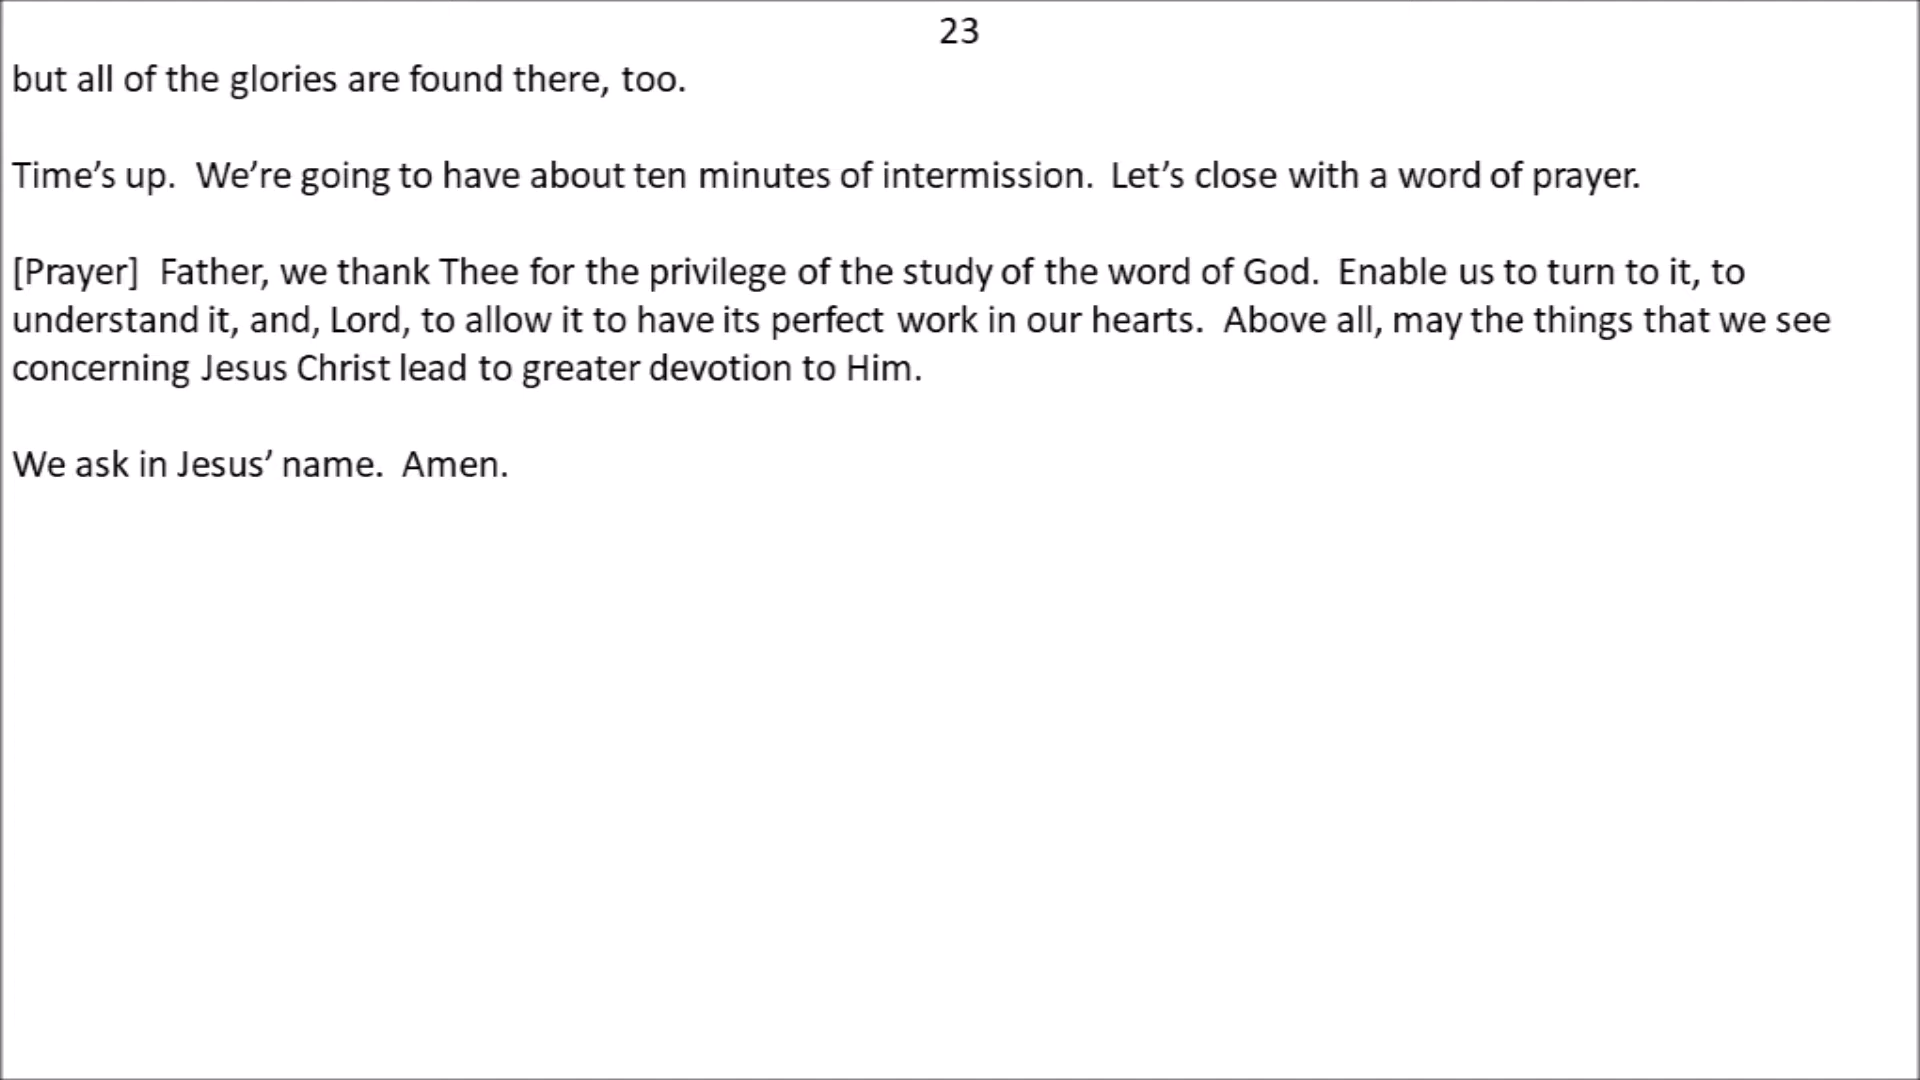 23
but all of the glories are found there, too.
Time’s up.  We’re going to have about ten minutes of intermission.  Let’s close with a word of prayer.
[Prayer]  Father, we thank Thee for the privilege of the study of the word of God.  Enable us to turn to it, to
understand it, and, Lord, to allow it to have its perfect work in our hearts.  Above all, may the things that we see
concerning Jesus Christ lead to greater devotion to Him.
We ask in Jesus’ name.  Amen.